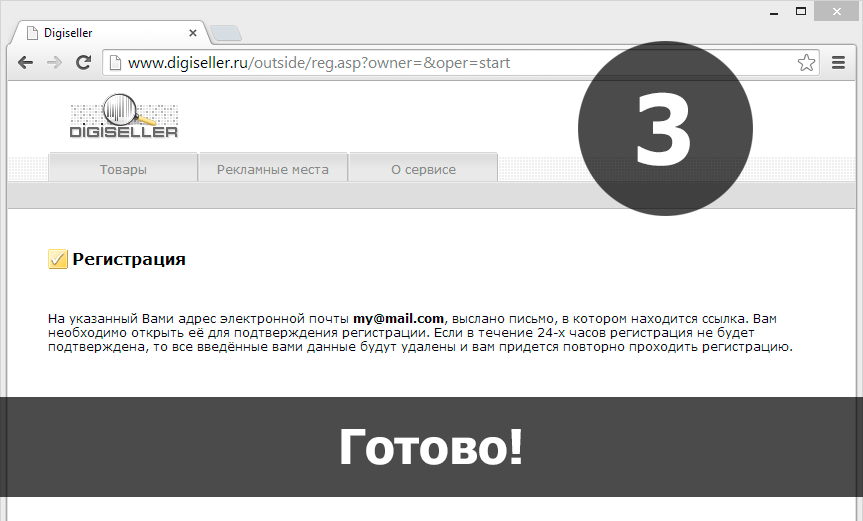 Digiseller
www.digiseller.ru/outside/reg.asp?owner=&oper=start
3
DIGISELLER
Товары
Рекламные места
О сервисе
Регистрация
На указанный Вами адрес электронной почты my@mail.com, выслано письмо, в котором находится ссылка. Вам
необходимо открыть её для подтверждения регистрации. Если в течение 24-х часов регистрация не будет
подтверждена, то все введённые вами данные будут удалены и вам придется повторно проходить регистрацию.
Готово!